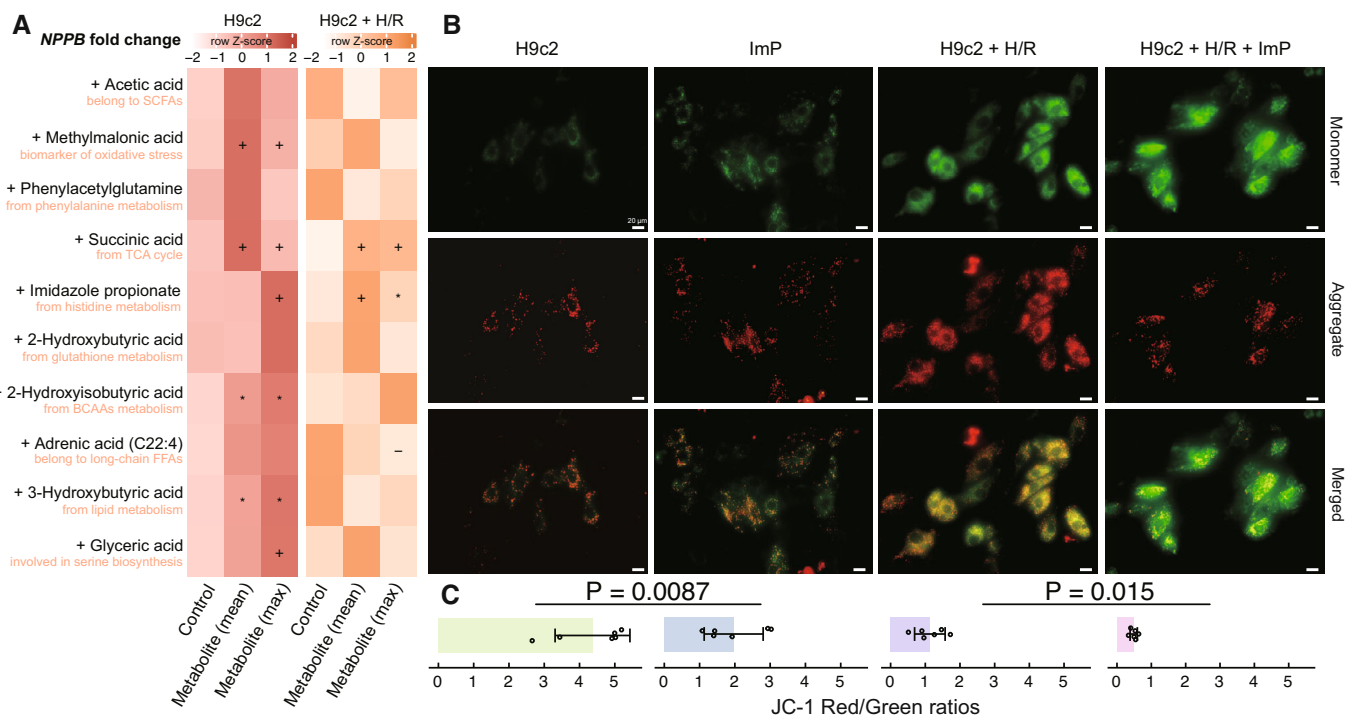 A
H9c2
H9c2 + H/R
NPPB fold change
row Z-score
row Z-score
−2 −1 0 1 2
−2 −1 0 1 2
+ Acetic acid
belong to SCFAs
+ Methylmalonic acid
biomarker of oxidative stress
+ +
+ Phenylacetylglutamine
from phenylalanine metabolism
+ Succinic acid
from TCA cycle
+ + + +
+ Imidazole propionate
from histidine metabolism
+ + *
+ 2-Hydroxybutyric acid
from glutathione metabolism
2-Hydroxyisobutyric acid
from BCAAs metabolism
* *
+ Adrenic acid (C22:4)
belong to long-chain FFAs
−
+ 3-Hydroxybutyric acid
from lipid metabolism
* *
+ Glyceric acid
involved in serine biosynthesis
+
Control
Metabolite (mean)
Metabolite (max)
Control
Metabolite (mean)
Metabolite (max)
B
H9c2
ImP
H9c2 + H/R
H9c2 + H/R + ImP
20 µm
Monomer
Aggregate
Merged
C
P = 0.0087
P = 0.015
0 1 2 3 4 5
0 1 2 3 4 5
0 1 2 3 4 5
0 1 2 3 4 5
JC-1 Red/Green ratios